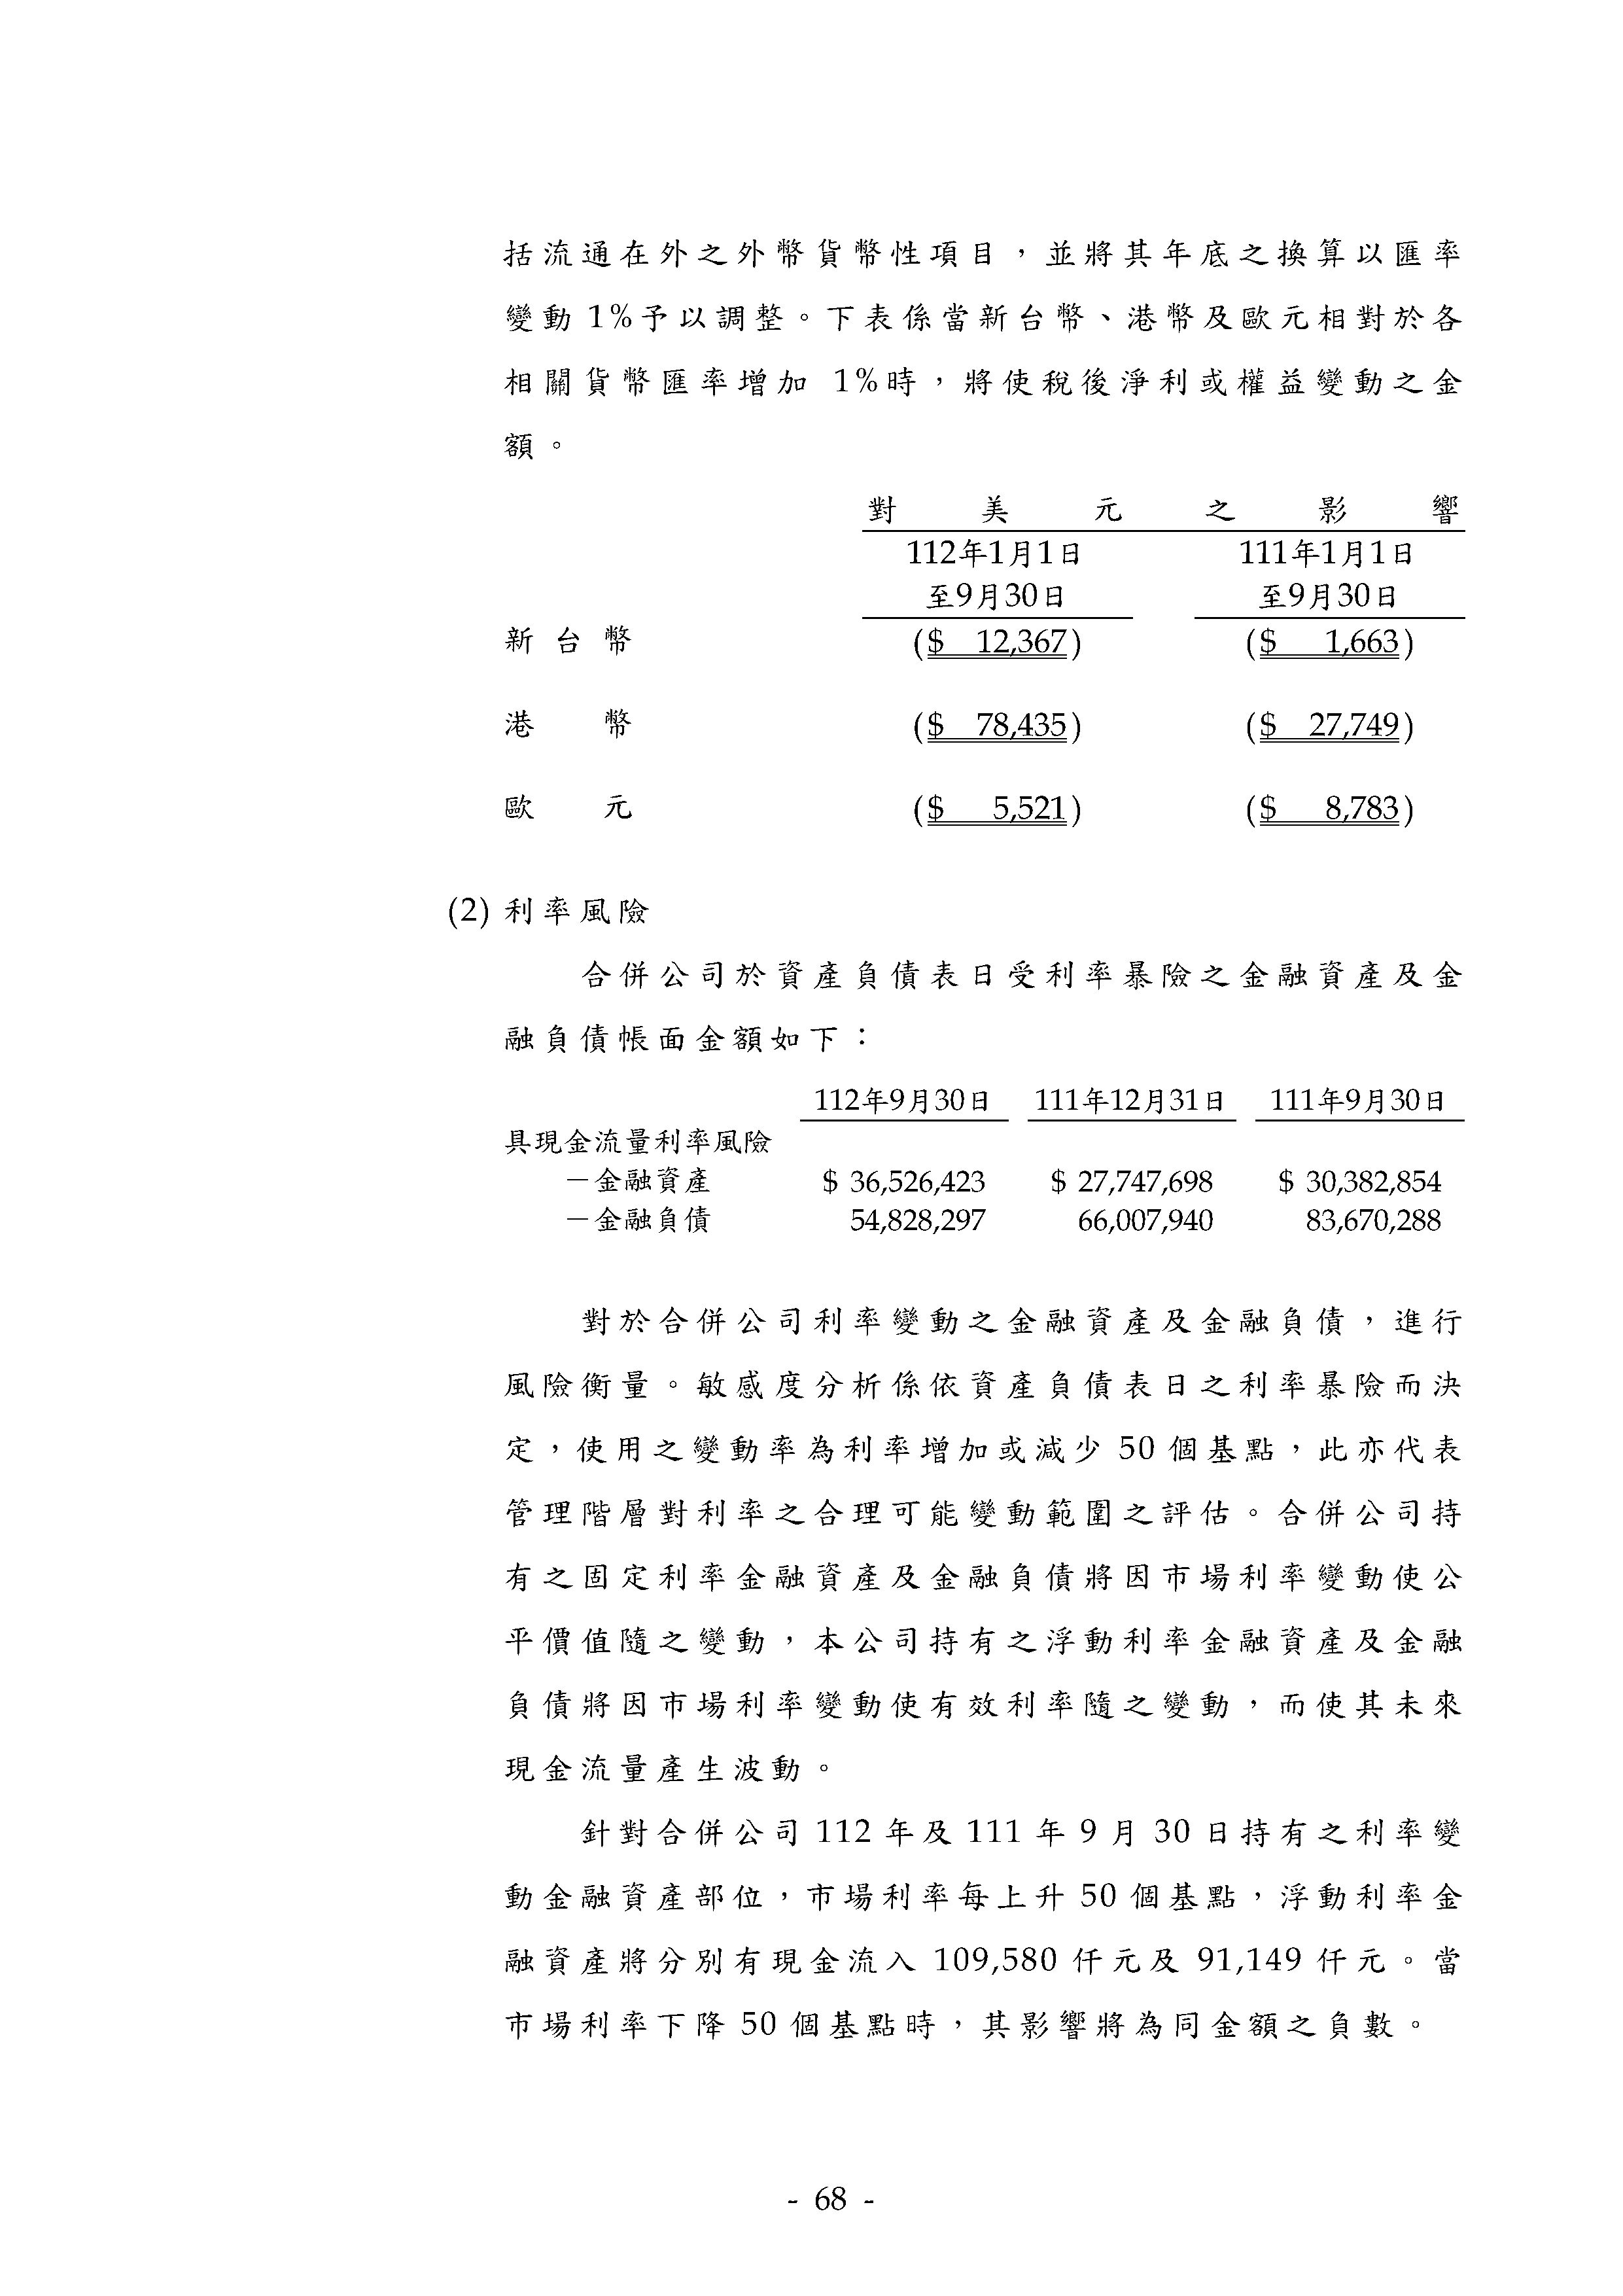 括流通在外之外幣貨幣性項目，並將其年底之換算以匯率
變動 1%予以調整。下表係當新台幣、港幣及歐元相對於各
相關貨幣匯率增加 1%時，將使稅後淨利或權益變動之金
額。
對美元之影響
112年1月1日 111年1月1日
至9月30日 至9月30日
新台幣 ($ 12,367) ($ 1,663)
港幣 ($ 78,435) ($ 27,749)
歐元 ($ 5,521) ($ 8,783)
(2) 利率風險
合併公司於資產負債表日受利率暴險之金融資產及金
融負債帳面金額如下：
112年9月30日 111年12月31日 111年9月30日
具現金流量利率風險
－金融資產 $ 36,526,423 $ 27,747,698 $ 30,382,854
－金融負債 54,828,297 66,007,940 83,670,288
對於合併公司利率變動之金融資產及金融負債，進行
風險衡量。敏感度分析係依資產負債表日之利率暴險而決
定，使用之變動率為利率增加或減少 50 個基點，此亦代表
管理階層對利率之合理可能變動範圍之評估。合併公司持
有之固定利率金融資產及金融負債將因市場利率變動使公
平價值隨之變動，本公司持有之浮動利率金融資產及金融
負債將因市場利率變動使有效利率隨之變動，而使其未來
現金流量產生波動。
針對合併公司 112 年及 111 年 9 月 30 日持有之利率變
動金融資產部位，市場利率每上升 50 個基點，浮動利率金
融資產將分別有現金流入 109,580 仟元及 91,149 仟元。當
市場利率下降 50 個基點時，其影響將為同金額之負數。
- 68 -